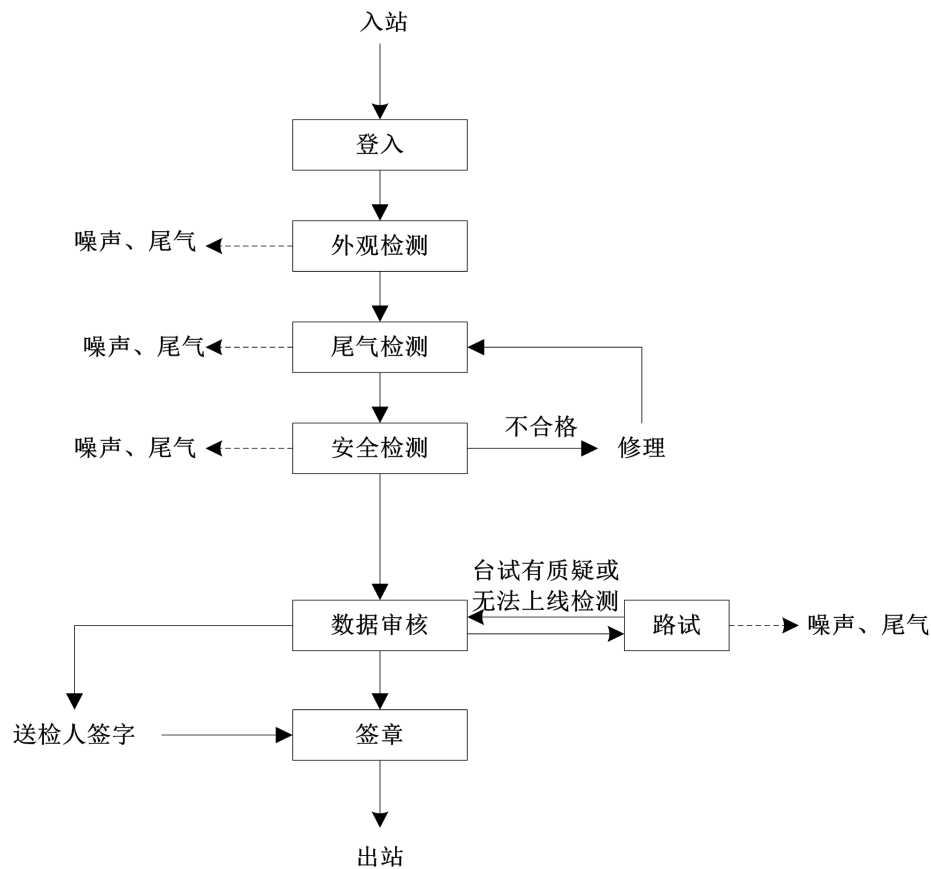 入站
登入
噪声、尾气
外观检测
噪声、尾气
尾气检测
噪声、尾气
安全检测
不合格
修理
台试有质疑或
无法上线检测
数据审核
路试
噪声、尾气
送检人签字
签章
出站